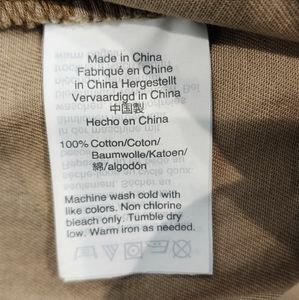 Made in China
Fabriqué en Chine
in China Hergestellt
Vervaardigd in China
中国製
Hecho en China
100% Cotton/Coton/
Baumwolle/Katoen/
綿/algodón
Machine wash cold with
like colors. Non chlorine
bleach only. Tumble dry
low. Warm iron as needed.